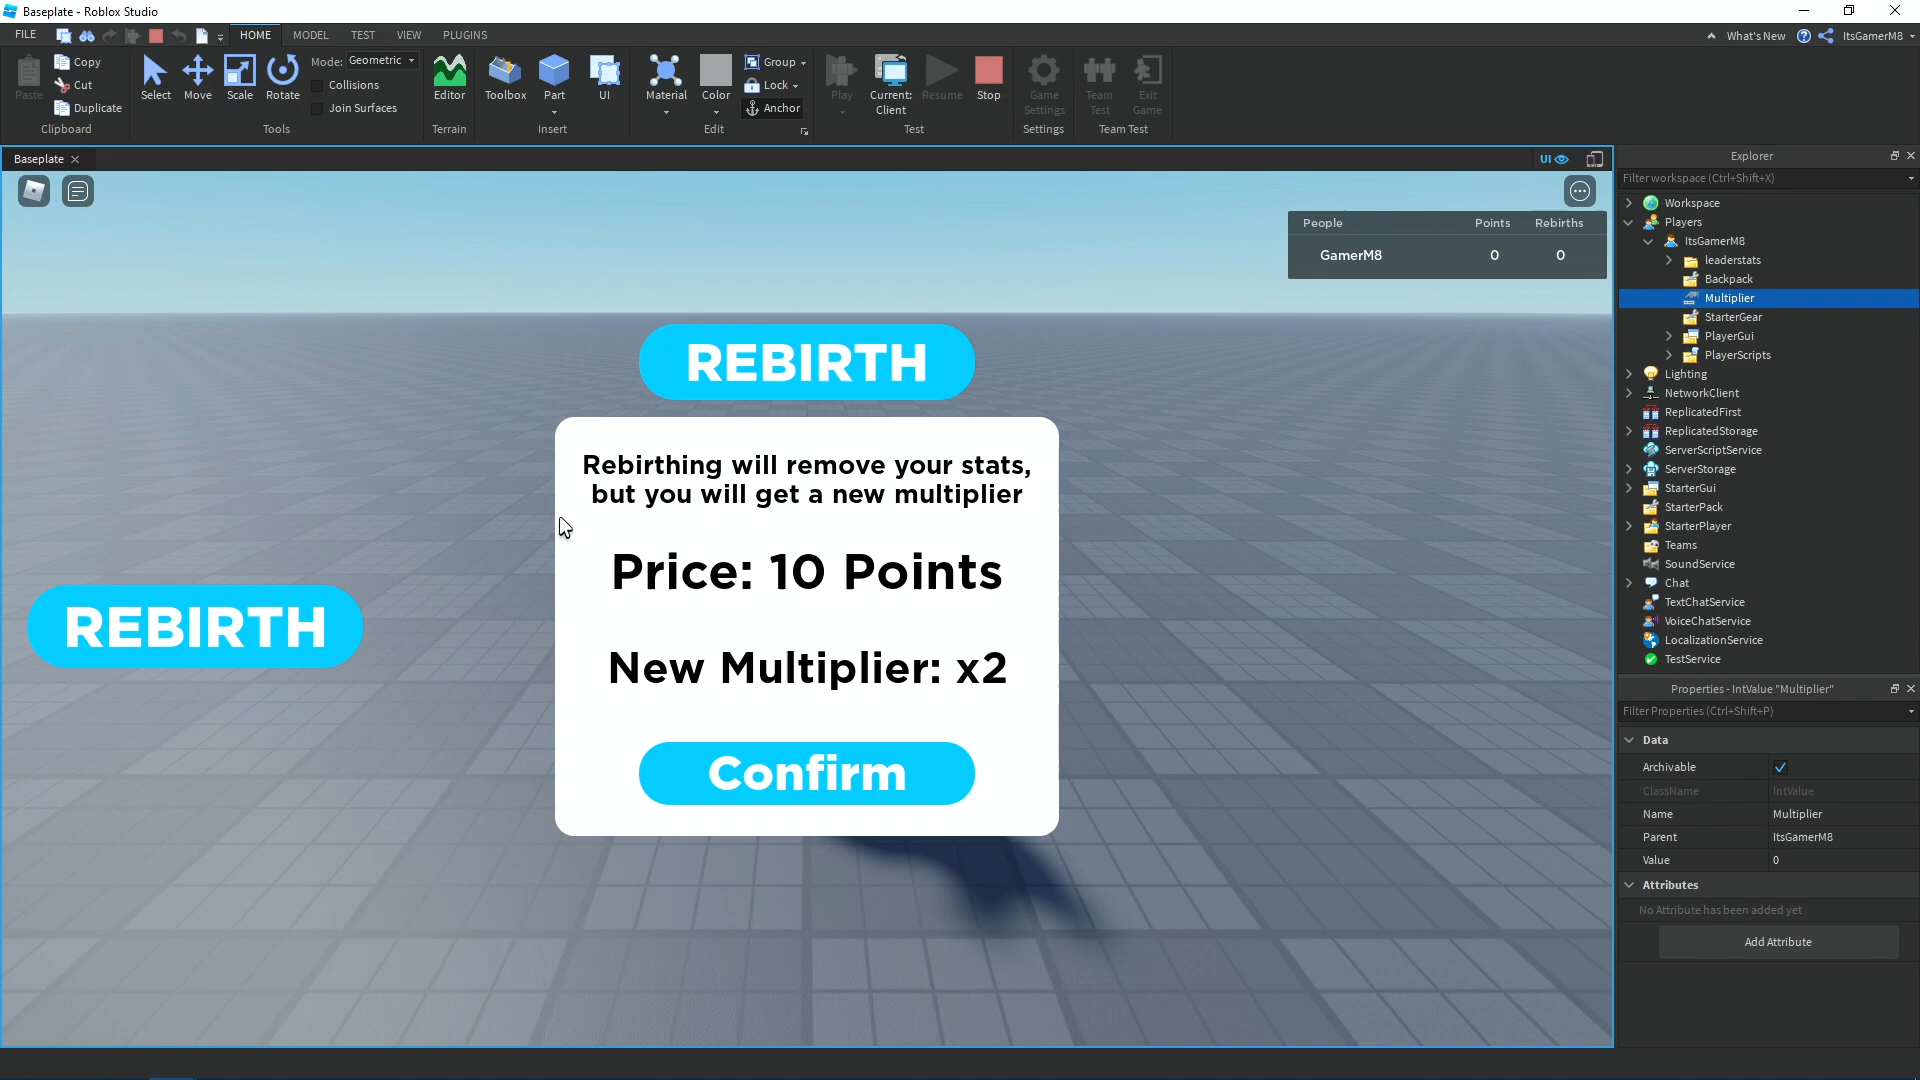 Baseplate - Roblox Studio
FILE
HOME
MODEL
TEST
VIEW
PLUGINS
What's New
ItsGamerM8
Paste
Copy
Cut
Duplicate
Clipboard
Select
Move
Scale
Rotate
Mode: Geometric
Collisions
Join Surfaces
Tools
Editor
Terrain
Toolbox
Part
UI
Insert
Material
Color
Group
Lock
Anchor
Edit
Play
Current:
Client
Resume
Stop
Test
Game
Settings
Settings
Team
Test
Exit
Game
Team Test
Baseplate
UI
People Points Rebirths
GamerM8 0 0
REBIRTH
Rebirthing will remove your stats,
but you will get a new multiplier
Price: 10 Points
New Multiplier: x2
Confirm
REBIRTH
Explorer
Filter workspace (Ctrl+Shift+X)
Workspace
Players
ItsGamerM8
leaderstats
Backpack
Multiplier
StarterGear
PlayerGui
PlayerScripts
Lighting
NetworkClient
ReplicatedFirst
ReplicatedStorage
ServerScriptService
ServerStorage
StarterGui
StarterPack
StarterPlayer
Teams
SoundService
Chat
TextChatService
VoiceChatService
LocalizationService
TestService
Properties - IntValue "Multiplier"
Filter Properties (Ctrl+Shift+P)
Data
Archivable
ClassName IntValue
Name Multiplier
Parent ItsGamerM8
Value 0
Attributes
No Attribute has been added yet
Add Attribute